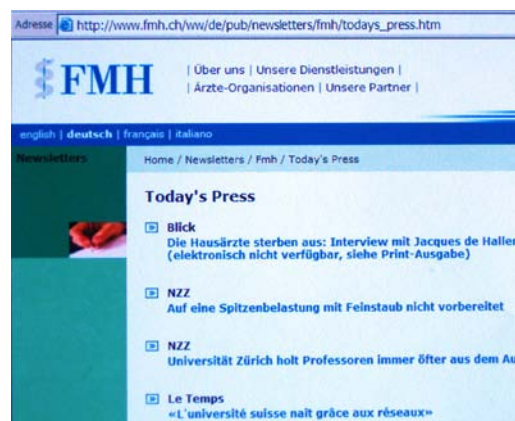 Adresse http://www.fmh.ch/ww/de/pub/newsletters/fmh/todays_press.htm
FMH
| Über uns | Unsere Dienstleistungen |
| Ärzte-Organisationen | Unsere Partner |
english | deutsch | français | italiano
Newsletters
Home / Newsletters / Fmh / Today's Press
Today's Press
Blick
Die Hausärzte sterben aus: Interview mit Jacques de Haller
(elektronisch nicht verfügbar, siehe Print-Ausgabe)
NZZ
Auf eine Spitzenbelastung mit Feinstaub nicht vorbereitet
NZZ
Universität Zürich holt Professoren immer öfter aus dem Au
Le Temps
«L'université suisse naît grâce aux réseaux»